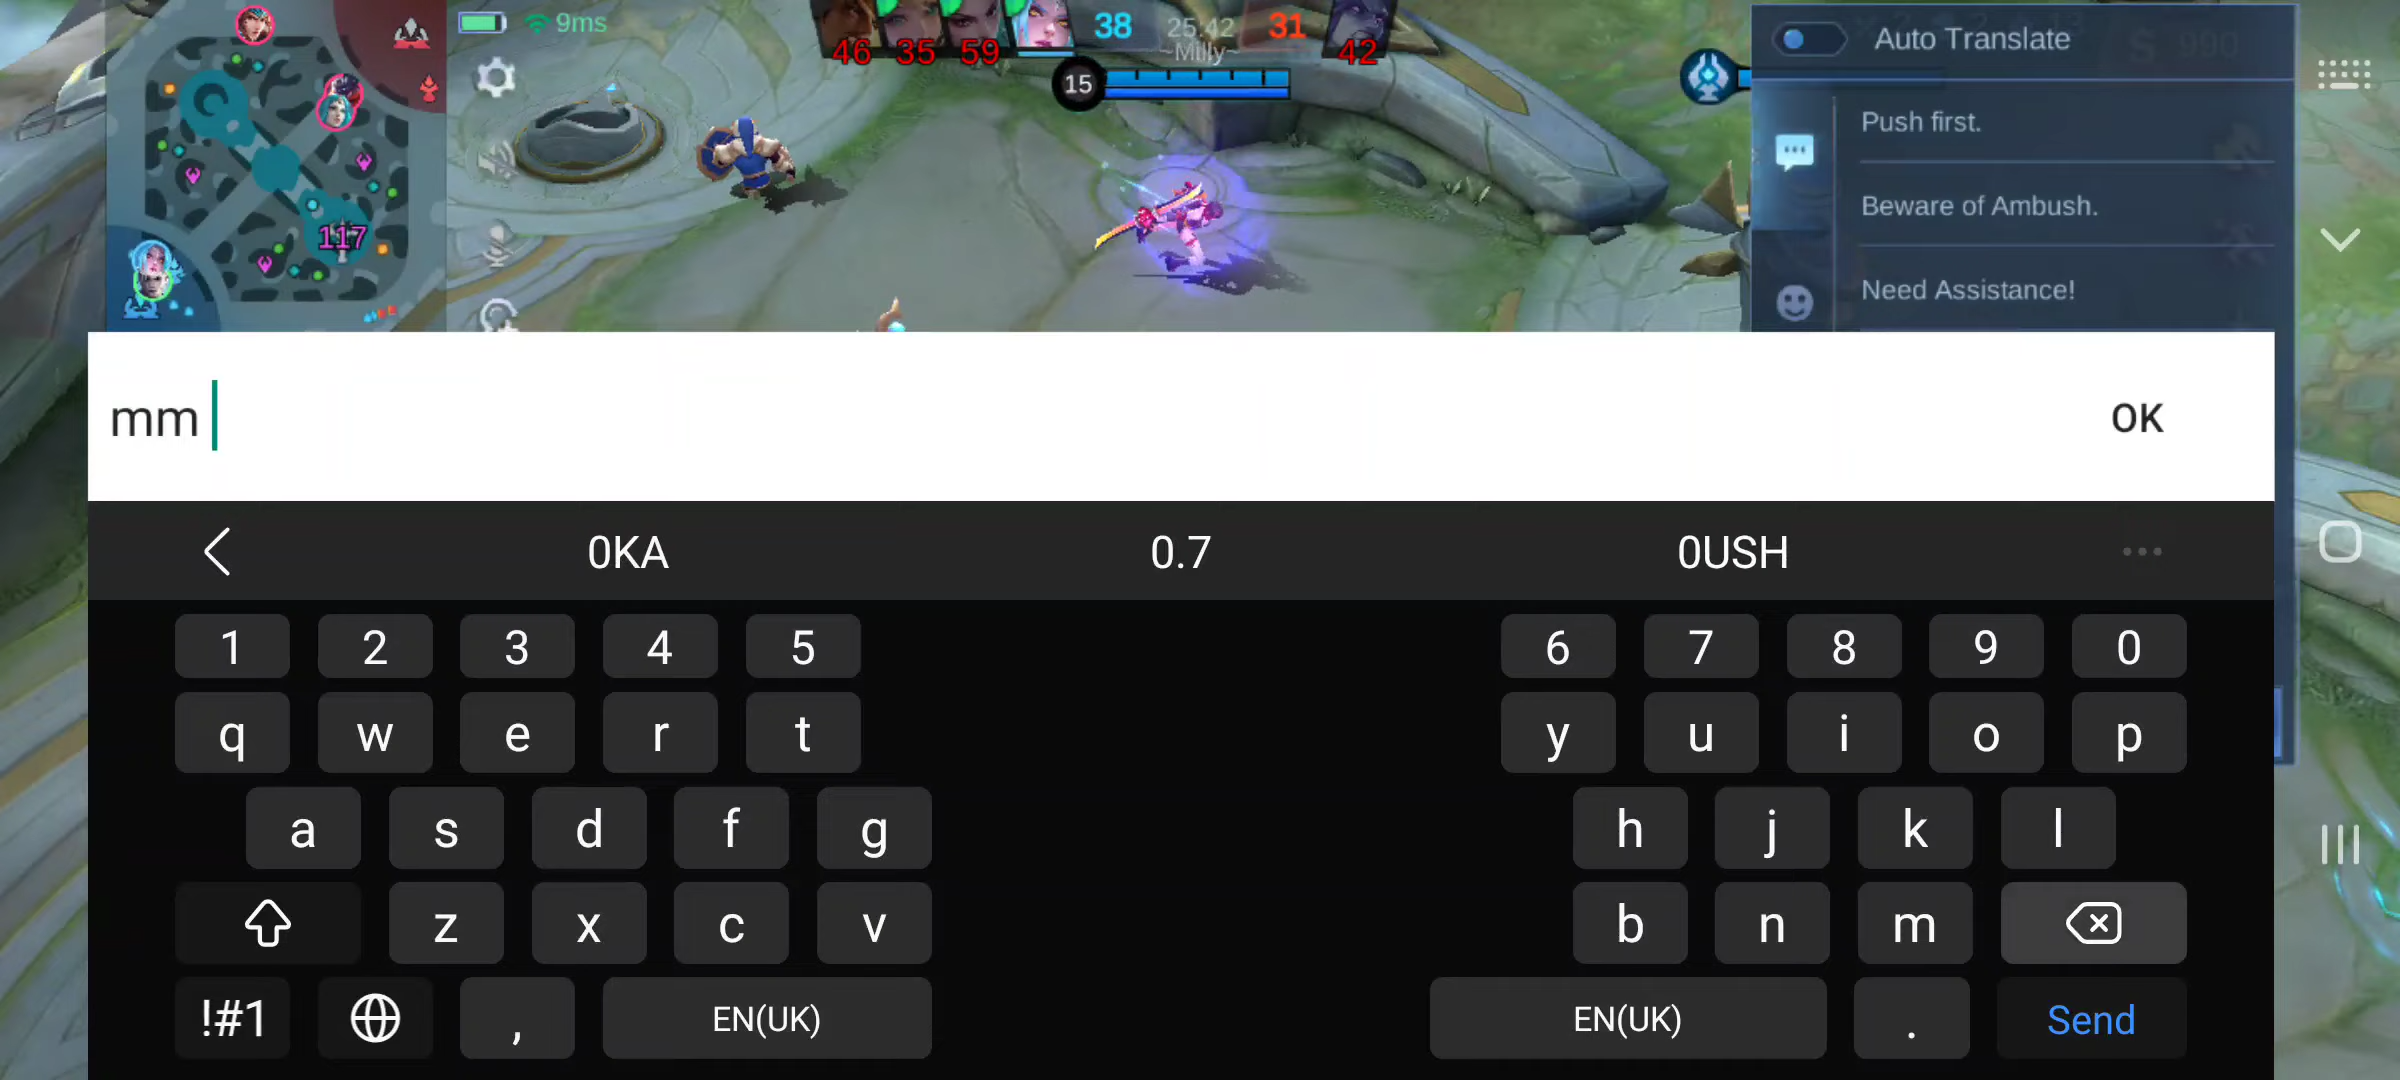 9ms
38 25:42 31
46 35 59 ~Milly~ 42
15
117
Auto Translate
Push first.
Beware of Ambush.
Need Assistance!
mm
OK
0KA 0.7 0USH
1 2 3 4 5 6 7 8 9 0
q w e r t y u i o p
a s d f g h j k l
z x c v b n m
!#1 , EN(UK) EN(UK) . Send